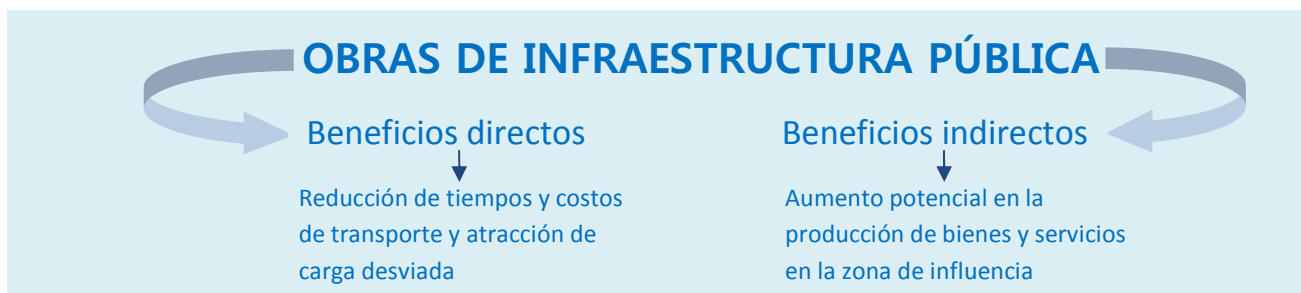 OBRAS DE INFRAESTRUCTURA PÚBLICA
Beneficios directos
Reducción de tiempos y costos
de transporte y atracción de
carga desviada
Beneficios indirectos
Aumento potencial en la
producción de bienes y servicios
en la zona de influencia